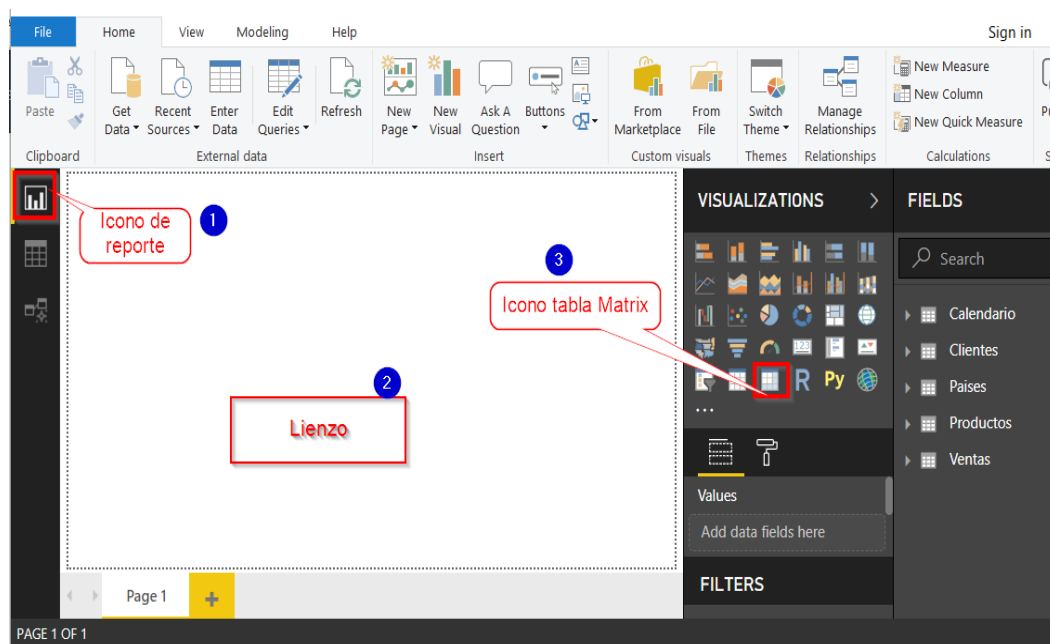 File Home View Modeling Help Sign in
Paste
Get Data
Recent Sources
Enter Data
Edit Queries
Refresh
New Page
New Visual
Ask A Question
Buttons
From Marketplace
From File
Switch Theme
Manage Relationships
New Measure
New Column
New Quick Measure
Clipboard External data Insert Custom visuals Themes Relationships Calculations
Icono de
reporte
1
3
Icono tabla Matrix
2
Lienzo
VISUALIZATIONS
123
R Py
...
Values
Add data fields here
FILTERS
FIELDS
Search
Calendario
Clientes
Paises
Productos
Ventas
Page 1 +
PAGE 1 OF 1